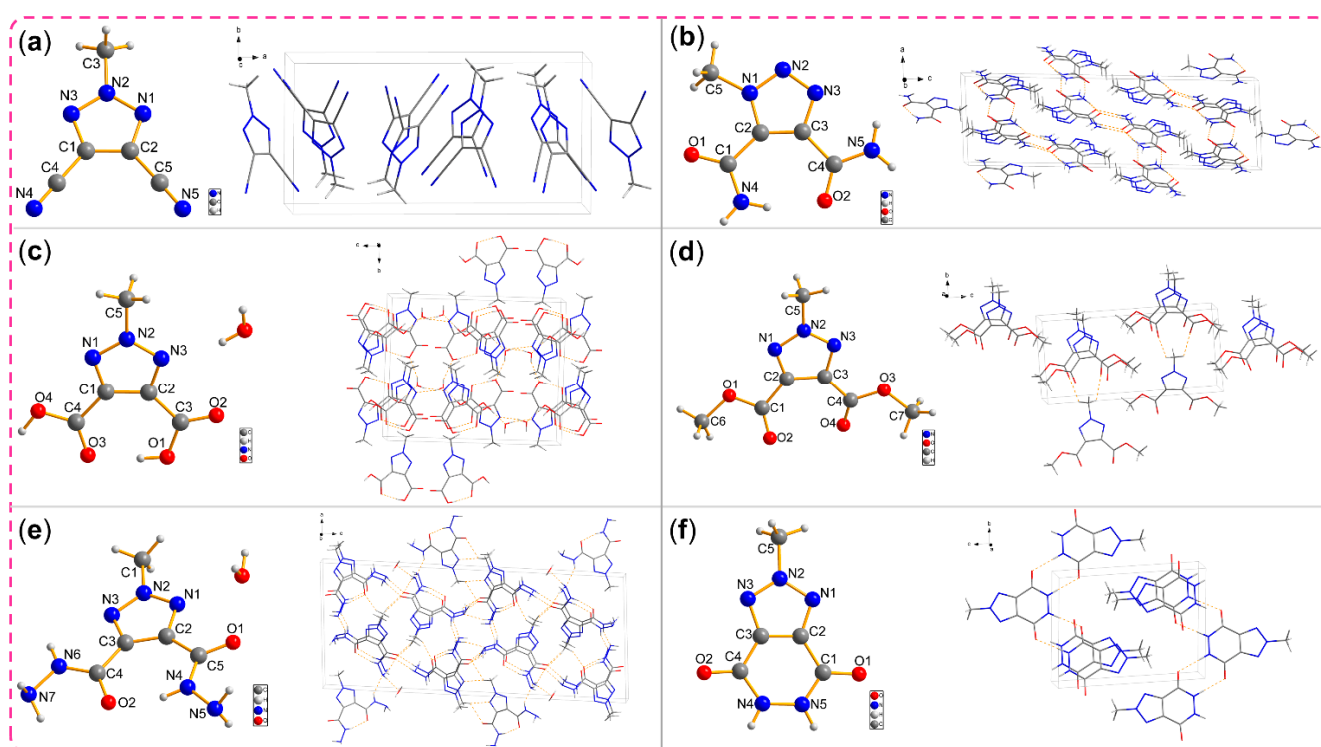 (a)
b
a
c
C3
N2
N3
N1
C1
C2
C4
C5
N4
N5
(b)
a
c
b
N2
N1
N3
C5
C2
C3
O1
C1
N5
C4
N4
O2
(c)
c
b
C5
N2
N1
N3
C1
C2
O4
C4
C3
O2
O3
O1
(d)
b
a
c
C5
N2
N1
N3
C2
C3
O3
O1
C4
C1
C7
C6
O2
O4
(e)
a
c
C1
N2
N3
N1
O1
C3
C2
N6
C5
C4
N4
N7
O2
N5
(f)
b
c
C5
N3
N2
N1
C3
C2
O2
C4
C1
O1
N4
N5